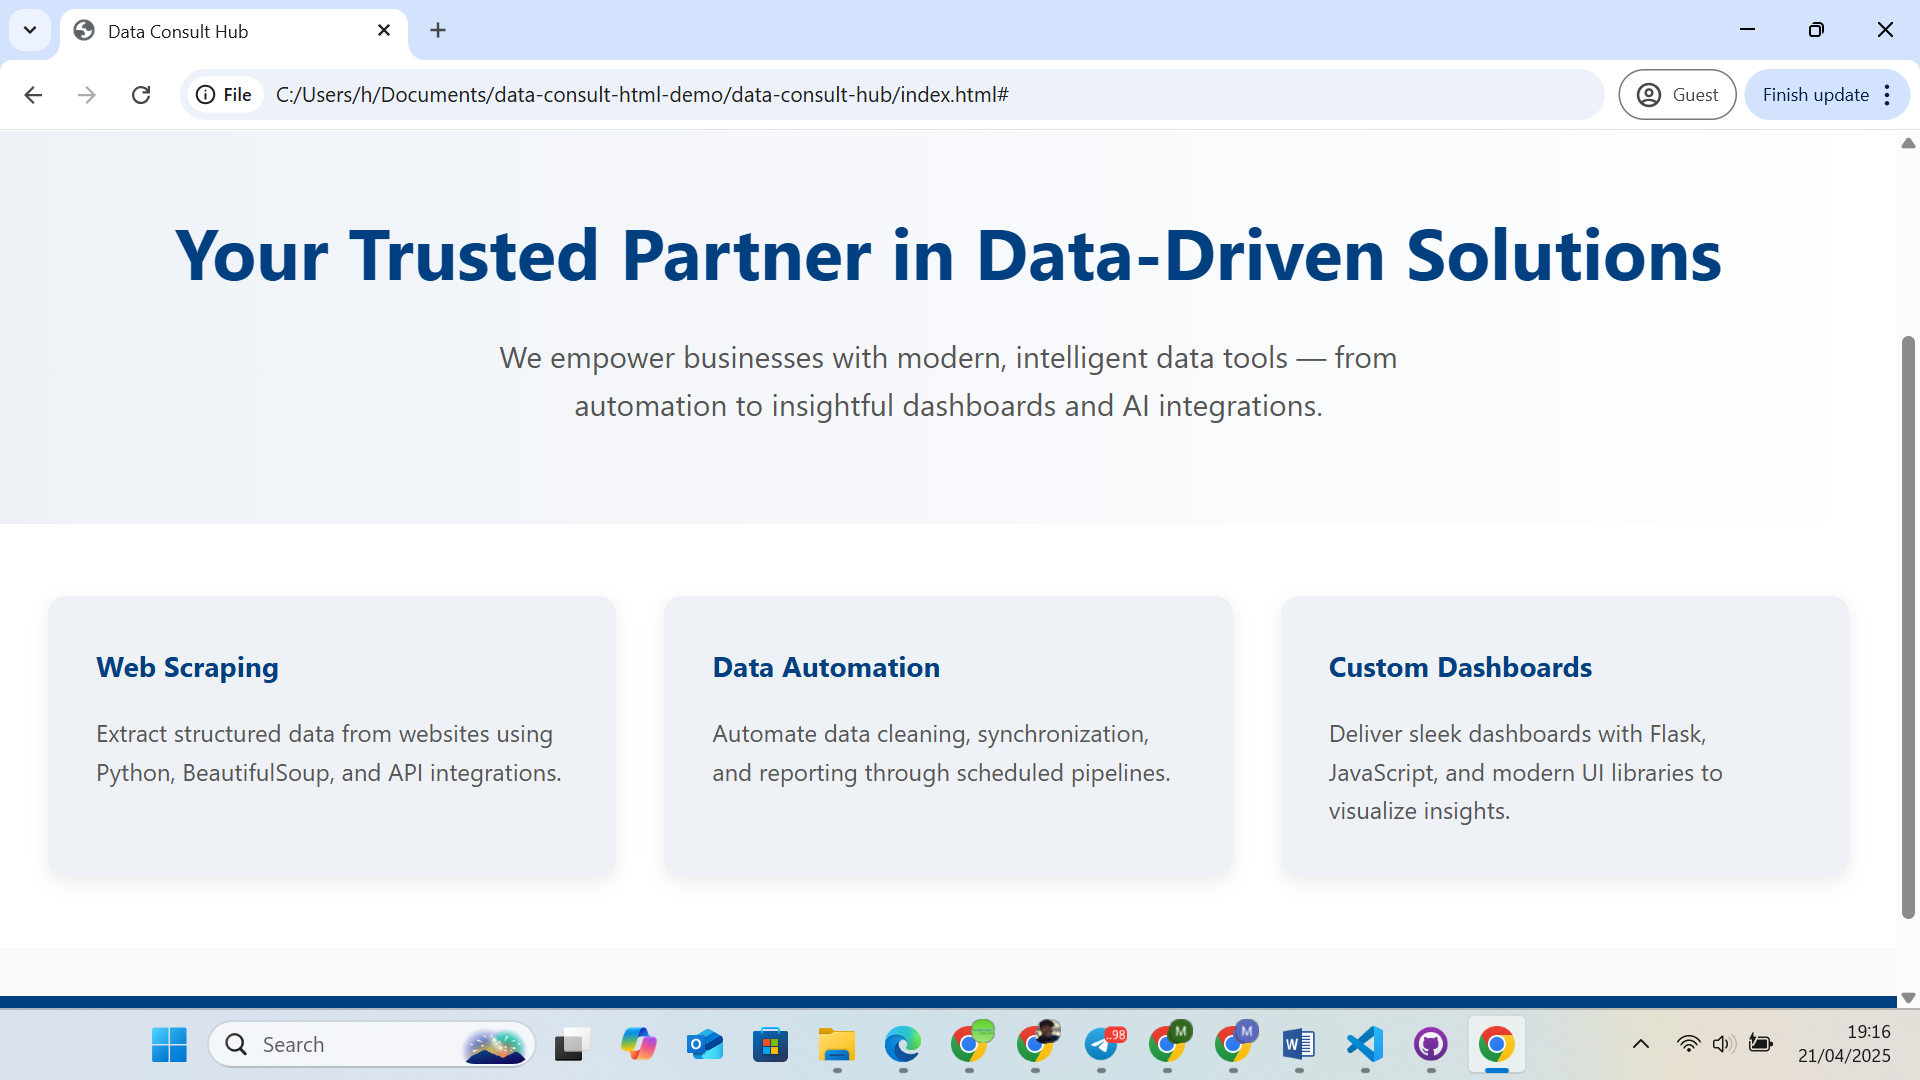 Data Consult Hub
File
C:/Users/h/Documents/data-consult-html-demo/data-consult-hub/index.html#
Guest
Finish update
Your Trusted Partner in Data-Driven Solutions
We empower businesses with modern, intelligent data tools — from
automation to insightful dashboards and AI integrations.
Web Scraping
Extract structured data from websites using
Python, BeautifulSoup, and API integrations.
Data Automation
Automate data cleaning, synchronization,
and reporting through scheduled pipelines.
Custom Dashboards
Deliver sleek dashboards with Flask,
JavaScript, and modern UI libraries to
visualize insights.
Search
O
..98
M
M
W
19:16
21/04/2025